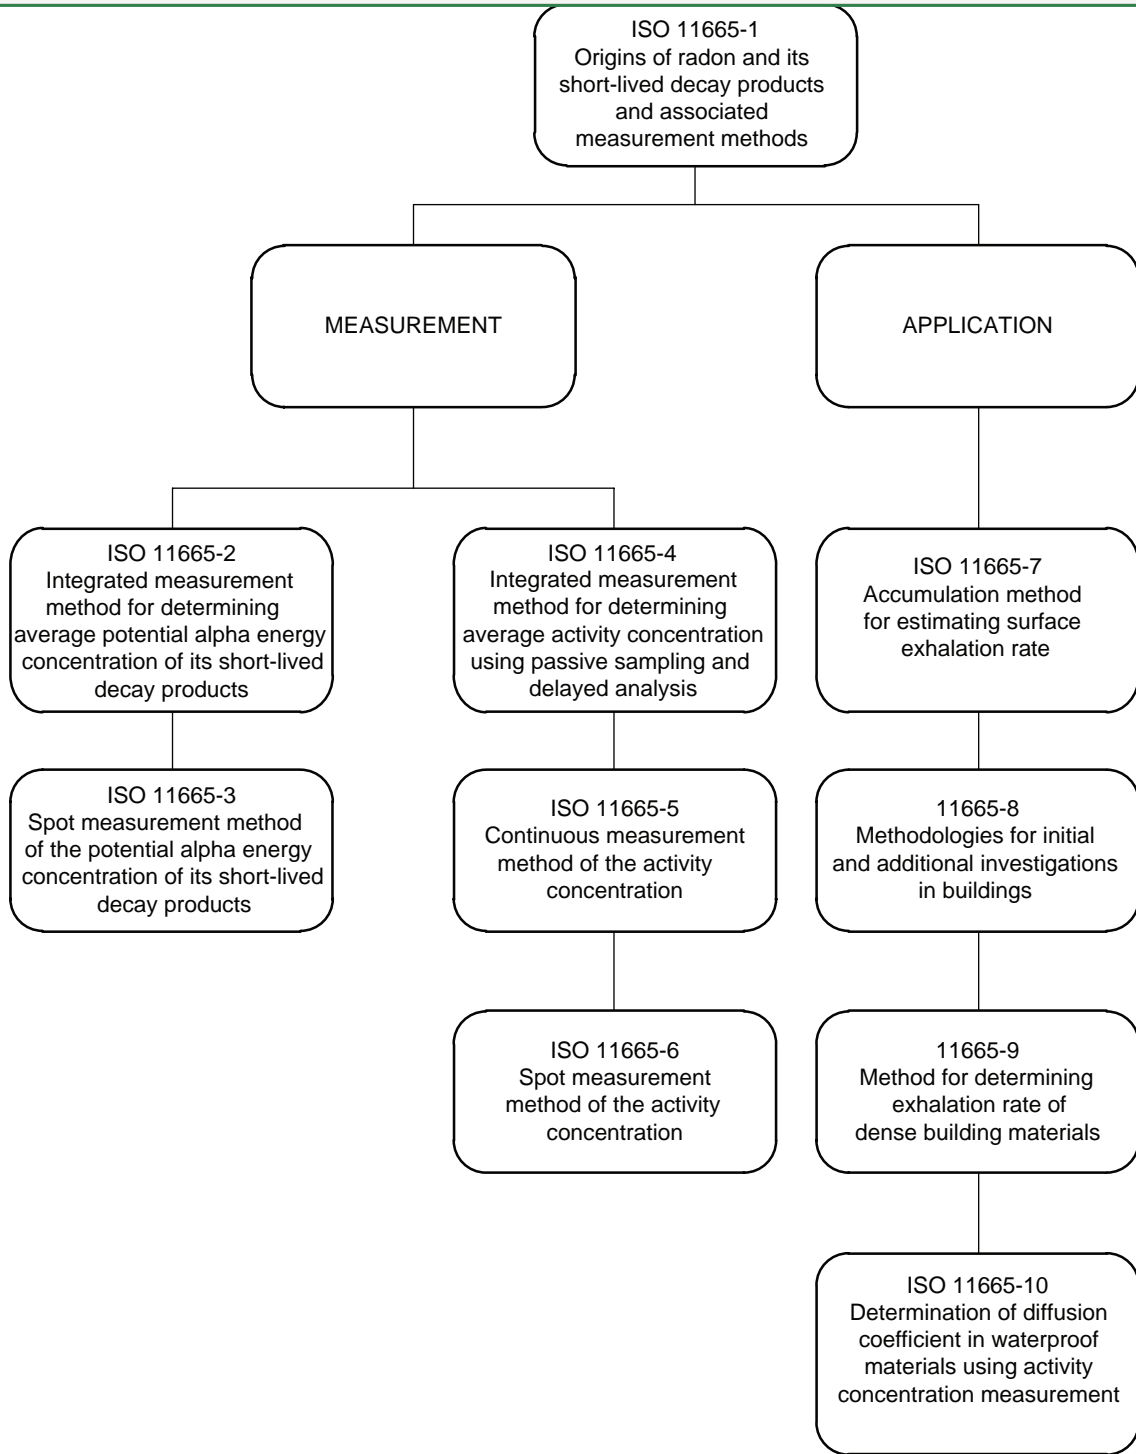 ISO 11665-1
Origins of radon and its
short-lived decay products
and associated
measurement methods
MEASUREMENT
APPLICATION
ISO 11665-2
Integrated measurement
method for determining
average potential alpha energy
concentration of its short-lived
decay products
ISO 11665-4
Integrated measurement
method for determining
average activity concentration
using passive sampling and
delayed analysis
ISO 11665-7
Accumulation method
for estimating surface
exhalation rate
ISO 11665-3
Spot measurement method
of the potential alpha energy
concentration of its short-lived
decay products
ISO 11665-5
Continuous measurement
method of the activity
concentration
11665-8
Methodologies for initial
and additional investigations
in buildings
ISO 11665-6
Spot measurement
method of the activity
concentration
11665-9
Method for determining
exhalation rate of
dense building materials
ISO 11665-10
Determination of diffusion
coefficient in waterproof
materials using activity
concentration measurement